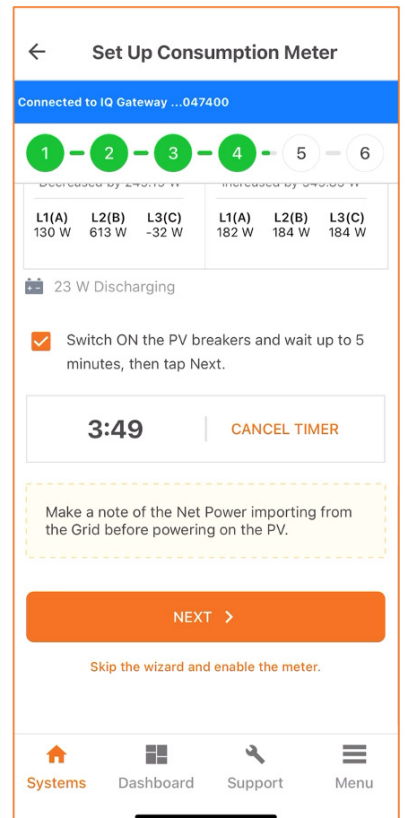 Set Up Consumption Meter
Connected to IQ Gateway ...047400
1 2 3 4 5 6
L1(A) L2(B) L3(C) L1(A) L2(B) L3(C)
130 W 613 W -32 W 182 W 184 W 184 W
23 W Discharging
Switch ON the PV breakers and wait up to 5
minutes, then tap Next.
3:49 CANCEL TIMER
Make a note of the Net Power importing from
the Grid before powering on the PV.
NEXT
Skip the wizard and enable the meter.
Systems Dashboard Support Menu